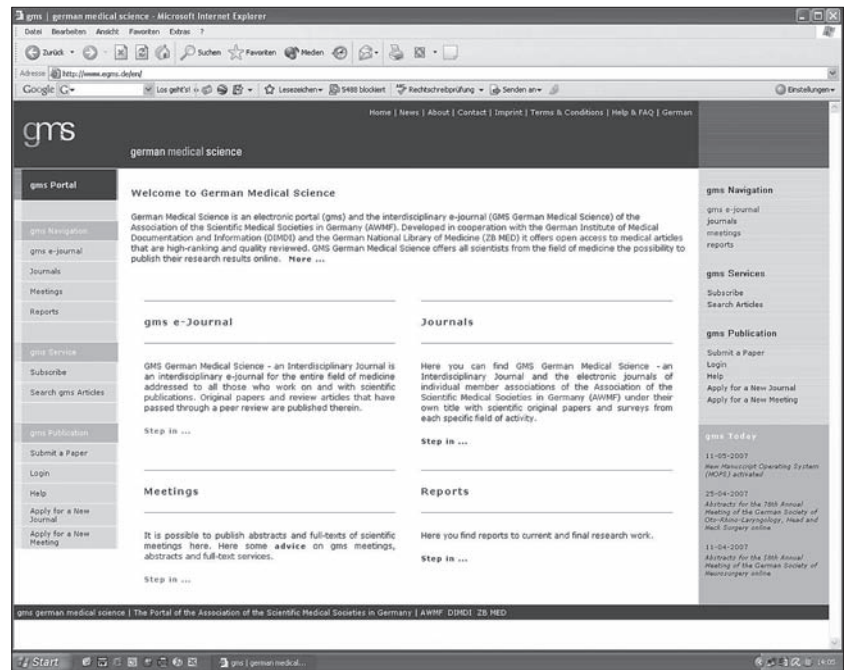 gms | german medical science - Microsoft Internet Explorer
Datei Bearbeiten Ansicht Favoriten Extras ?
Zurück Suchen Favoriten Medien
Adresse http://www.egms.de/en/
Google G Los geht's! Lesezeichen 5488 blockiert Rechtschreibprüfung Senden an Einstellungen
Home | News | About | Contact | Imprint | Terms & Conditions | Help & FAQ | German
gms
german medical science
gms Portal
gms Navigation
gms e-journal
Journals
Meetings
Reports
gms Service
Subscribe
Search gms Articles
gms Publication
Submit a Paper
Login
Help
Apply for a New
Journal
Apply for a New
Meeting
Welcome to German Medical Science
German Medical Science is an electronic portal (gms) and the interdisciplinary e-journal (GMS German Medical Science) of the
Association of the Scientific Medical Societies in Germany (AWMF). Developed in cooperation with the German Institute of Medical
Documentation and Information (DIMDI) and the German National Library of Medicine (ZB MED) it offers open access to medical articles
that are high-ranking and quality reviewed. GMS German Medical Science offers all scientists from the field of medicine the possibility to
publish their research results online. More ...
gms e-Journal
GMS German Medical Science - an Interdisciplinary Journal is
an interdisciplinary e-journal for the entire field of medicine
addressed to all those who work on and with scientific
publications. Original papers and review articles that have
passed through a peer review are published therein.
Step in ...
Journals
Here you can find GMS German Medical Science - an
Interdisciplinary Journal and the electronic journals of
individual member associations of the Association of the
Scientific Medical Societies in Germany (AWMF) under their
own title with scientific original papers and surveys from
each specific field of activity.
Step in ...
Meetings
It is possible to publish abstracts and full-texts of scientific
meetings here. Here some advice on gms meetings,
abstracts and full-text services.
Step in ...
Reports
Here you find reports to current and final research work.
Step in ...
gms Navigation
gms e-journal
journals
meetings
reports
gms Services
Subscribe
Search Articles
gms Publication
Submit a Paper
Login
Help
Apply for a New Journal
Apply for a New Meeting
gms Today
11-05-2007
New Manuscript Operating System
(MOPS) activated
25-04-2007
Abstracts for the 78th Annual
Meeting of the German Society of
Oto-Rhino-Laryngology, Head and
Neck Surgery online
11-04-2007
Abstracts for the 58th Annual
Meeting of the German Society of
Neurosurgery online
gms german medical science | The Portal of the Association of the Scientific Medical Societies in Germany | AWMF DIMDI ZB MED
Start gms | german medical... 14:05